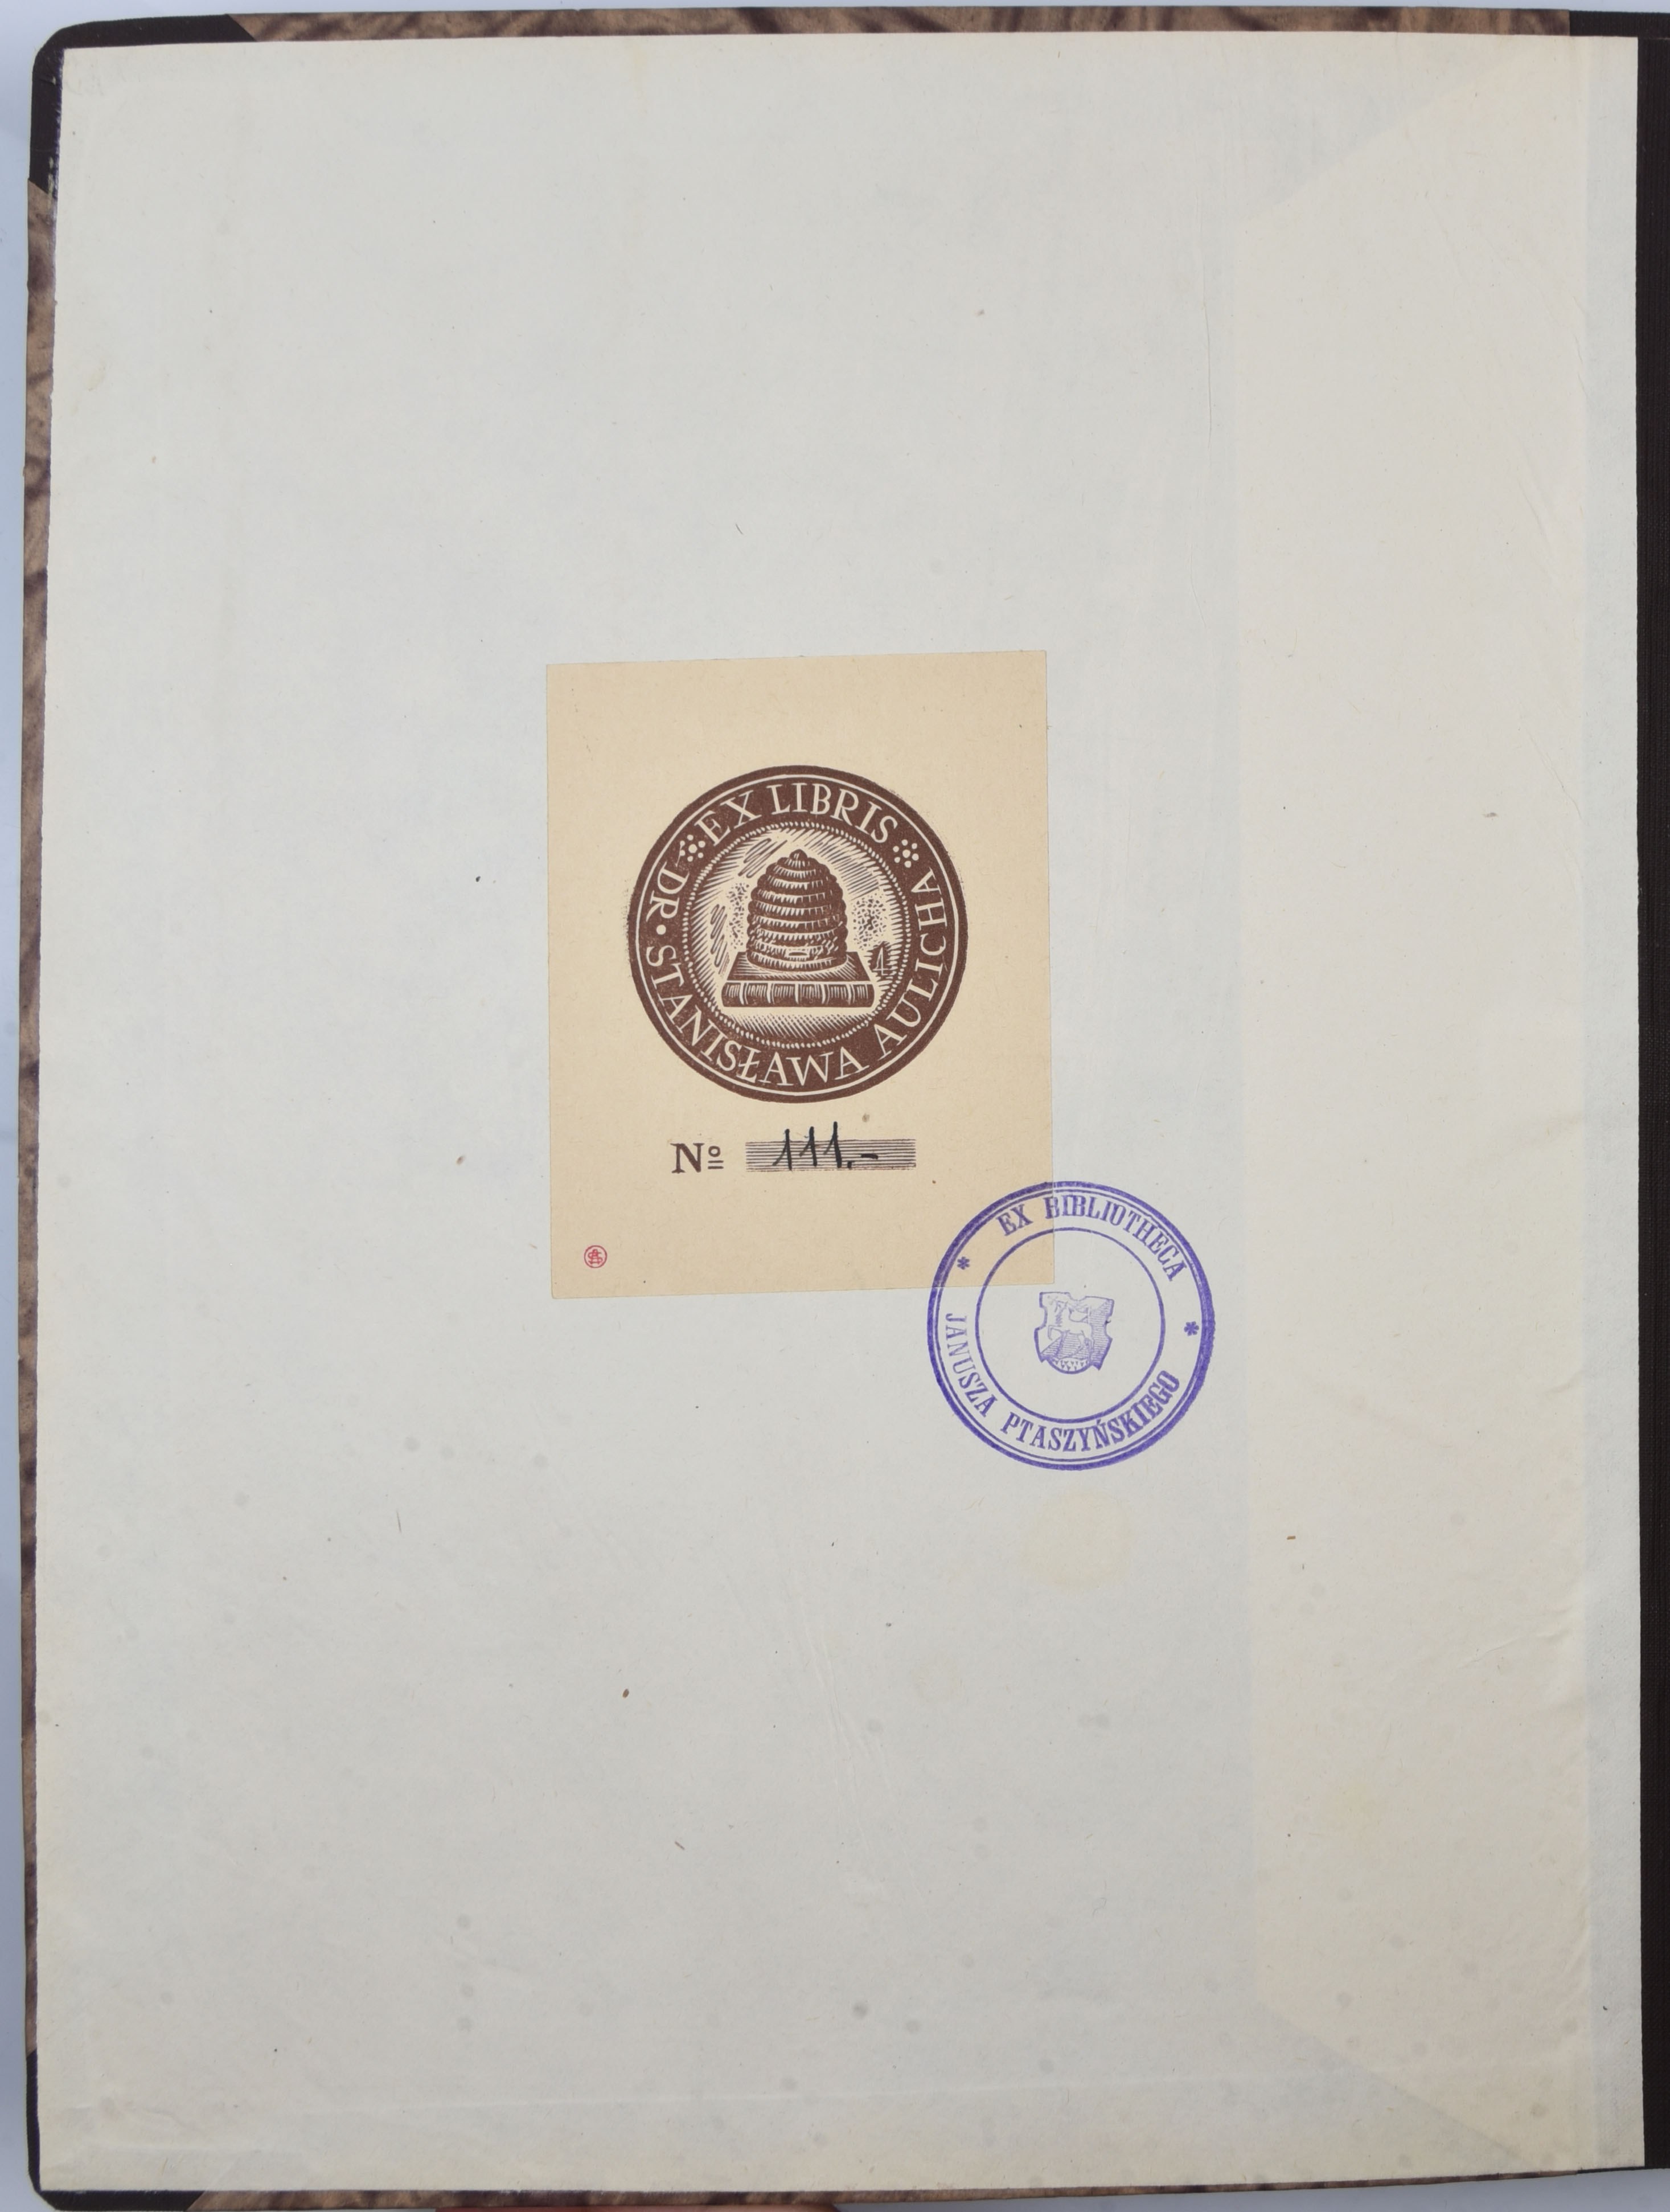 EX LIBRIS
DR • STANISŁAWA AULICHA
Nº 111.-
EX BIBLIOTHECA
JANUSZA PTASZYŃSKIEGO